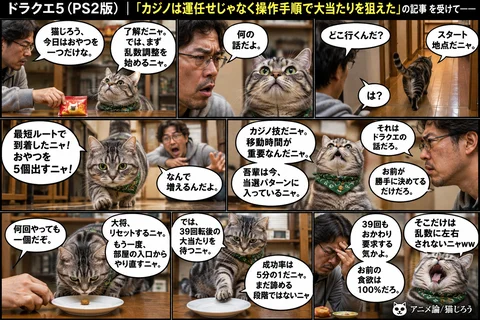 ドラクエ5(PS2版)|「カジノは運任せじゃなく操作手順で大当たりを狙えた」の記事 を受けて──
猫じろう、
今日はおやつを
一つだけな。
了解だニャ。
では、まず
乱数調整を
始めるニャ。
何の
話だよ。
どこ行くんだ?
は?
スタート
地点だニャ。
最短ルートで
到着したニャ!
おやつを
5個出すニャ!
なんで
増えるんだよ。
カジノ技だニャ。
移動時間が
重要なんだニャ。
吾輩は今、
当選パターンに
入っているニャ。
それは
ドラクエの
話だろ。
お前が
勝手に決めてる
だけだろ。
何回やっても
一個だぞ。
大将、
リセットするニャ。
もう一度、
部屋の入口から
やり直すニャ。
では、
39回転後の
大当たりを
待つニャ。
成功率は
5分の1だニャ。
まだ諦める
段階ではないニャ
39回も
おかわり
要求する
気かよ。
お前の
食欲は
100%だろ。
そこだけは
乱数に左右
されないニャww
アニメ論/猫じろう